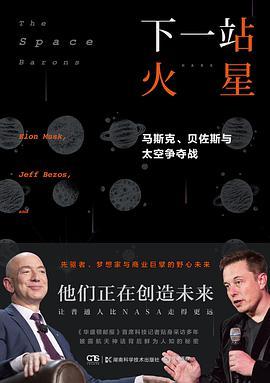 The
Space
Barons
下一站
火星
Elon Musk,
Jeff Bezos,
and
马斯克、贝佐斯与
太空争夺战
先驱者、梦想家与商业巨擘的野心未来
他们正在创造未来
让普通人比NASA走得更远
《华盛顿邮报》首席科技记者贴身采访多年
披露航天神话背后鲜为人知的秘密
湖南科学技术出版社